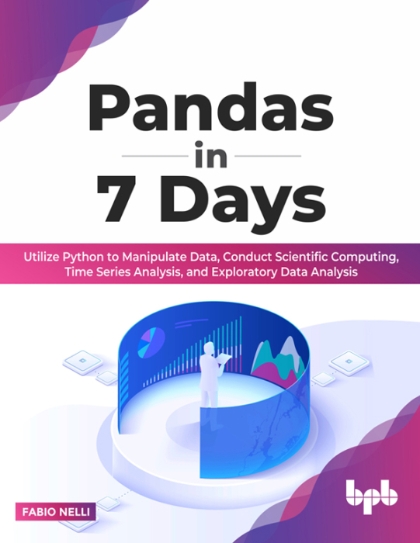 Pandas
in
7 Days
Utilize Python to Manipulate Data, Conduct Scientific Computing,
Time Series Analysis, and Exploratory Data Analysis
FABIO NELLI
bpb